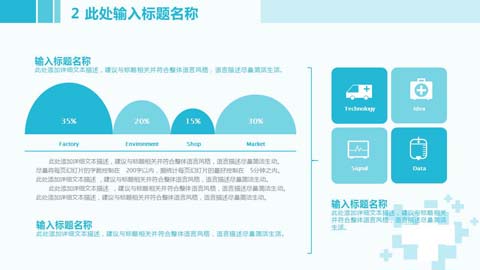 2 此处输入标题名称
输入标题名称
此处添加详细文本描述，建议与标题相关并符合整体语言风格，语言描述尽量简洁生动。
35%
20%
15%
30%
Factory
Environment
Shop
Market
此处添加详细文本描述，建议与标题相关并符合整体语言风格，语言描述尽量简洁生动。
尽量将每页幻灯片的字数控制在 200字以内，据统计每页幻灯片的最好控制在 5分钟之内。
此处添加详细文本描述，建议与标题相关并符合整体语言风格，语言描述尽量简洁生动。
此处添加详细文本描述，建议与标题相关并符合整体语言风格，语言描述尽量简洁生动。
此处添加详细文本描述，建议与标题相关并符合整体语言风格，语言描述尽量简洁生动。
输入标题名称
此处添加详细文本描述，建议与标题相关并符合整体语言风格，语言描述尽量简洁生动。
Technology
Idea
Signal
Data
输入标题名称
此处添加详细文本描述，建议与标题相关
并符合整体语言风格，语言描述尽量简洁
生动。